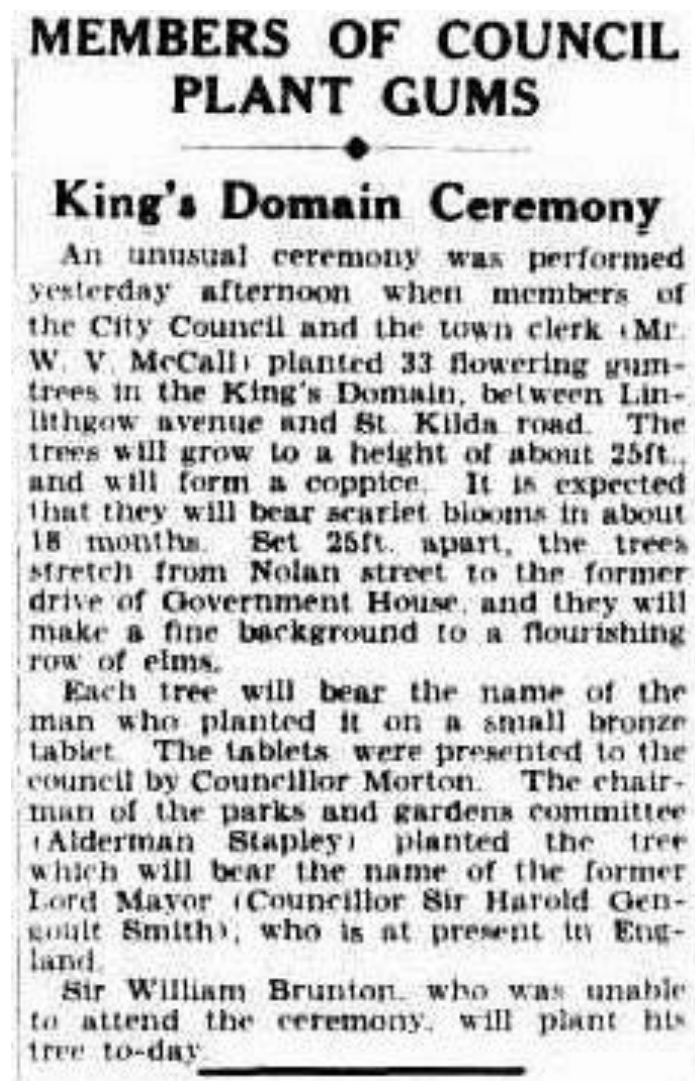 MEMBERS OF COUNCIL
PLANT GUMS
King's Domain Ceremony
An unusual ceremony was performed
yesterday afternoon when members of
the City Council and the town clerk (Mr.
W. V. McCall) planted 33 flowering gum-
trees in the King's Domain, between Lin-
lithgow avenue and St. Kilda road. The
trees will grow to a height of about 25ft.,
and will form a coppice. It is expected
that they will bear scarlet blooms in about
18 months. Set 25ft. apart, the trees
stretch from Nolan street to the former
drive of Government House, and they will
make a fine background to a flourishing
row of elms.
Each tree will bear the name of the
man who planted it on a small bronze
tablet. The tablets were presented to the
council by Councillor Morton. The chair-
man of the parks and gardens committee
(Alderman Stapley) planted the tree
which will bear the name of the former
Lord Mayor (Councillor Sir Harold Gen-
goult Smith), who is at present in Eng-
land.
Sir William Brunton, who was unable
to attend the ceremony, will plant his
tree to-day.